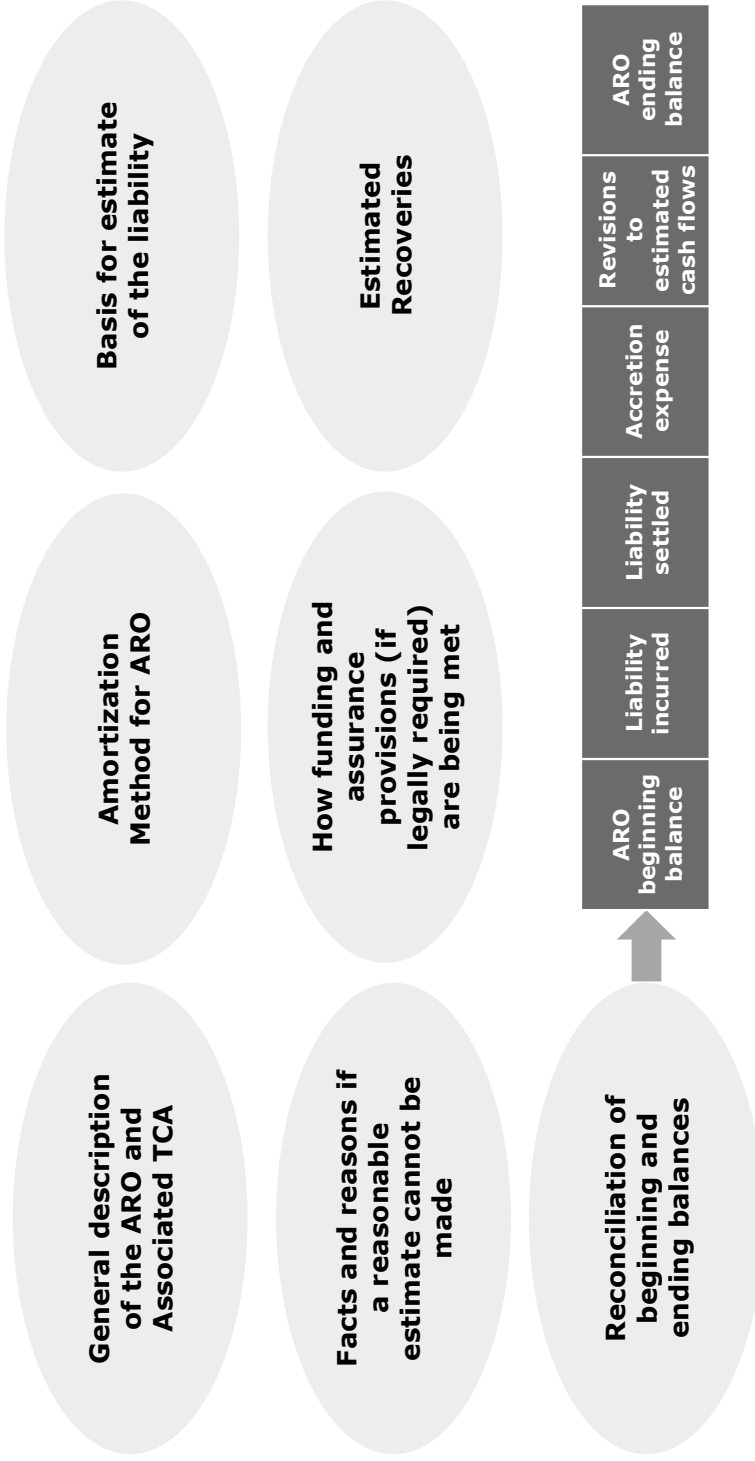 General description
of the ARO and
Associated TCA
Amortization
Method for ARO
Basis for estimate
of the liability
Facts and reasons if
a reasonable
estimate cannot be
made
How funding and
assurance
provisions (if
legally required)
are being met
Estimated
Recoveries
Reconciliation of
beginning and
ending balances
ARO
beginning
balance
Liability
incurred
Liability
settled
Accretion
expense
Revisions
to
estimated
cash flows
ARO
ending
balance